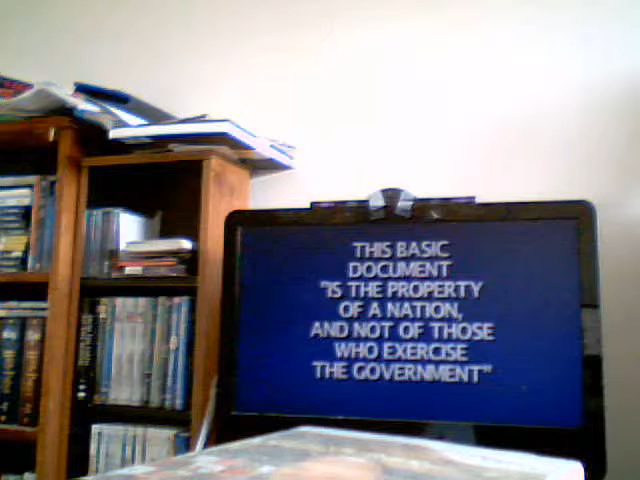 THIS BASIC
DOCUMENT
"IS THE PROPERTY
OF A NATION,
AND NOT OF THOSE
WHO EXERCISE
THE GOVERNMENT"